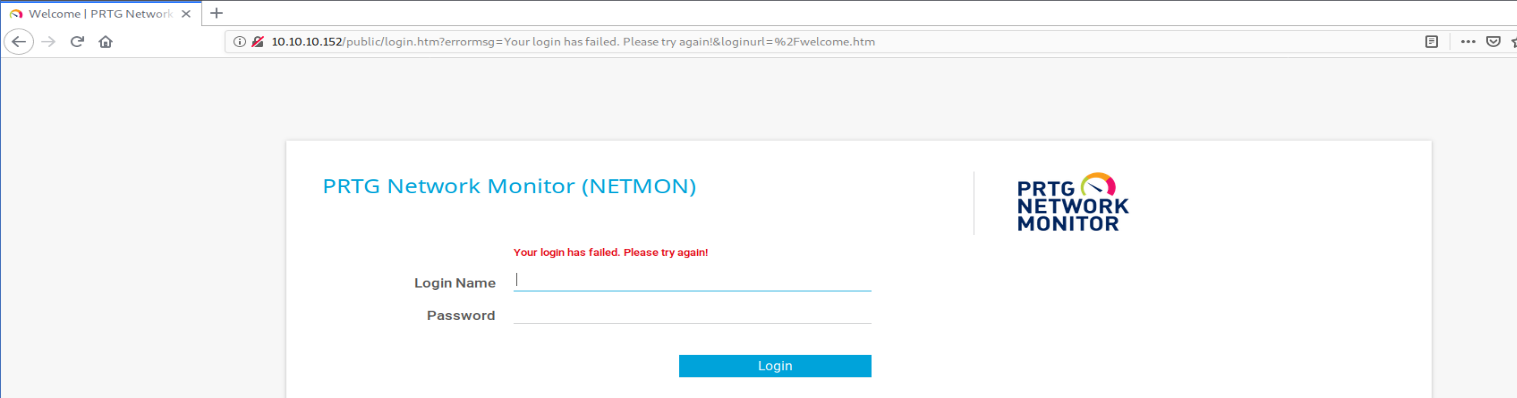 Welcome | PRTG Network
10.10.10.152/public/login.htm?errormsg=Your login has failed. Please try again!&loginurl=%2Fwelcome.htm
PRTG Network Monitor (NETMON)
PRTG
NETWORK
MONITOR
Your login has failed. Please try again!
Login Name
Password
Login